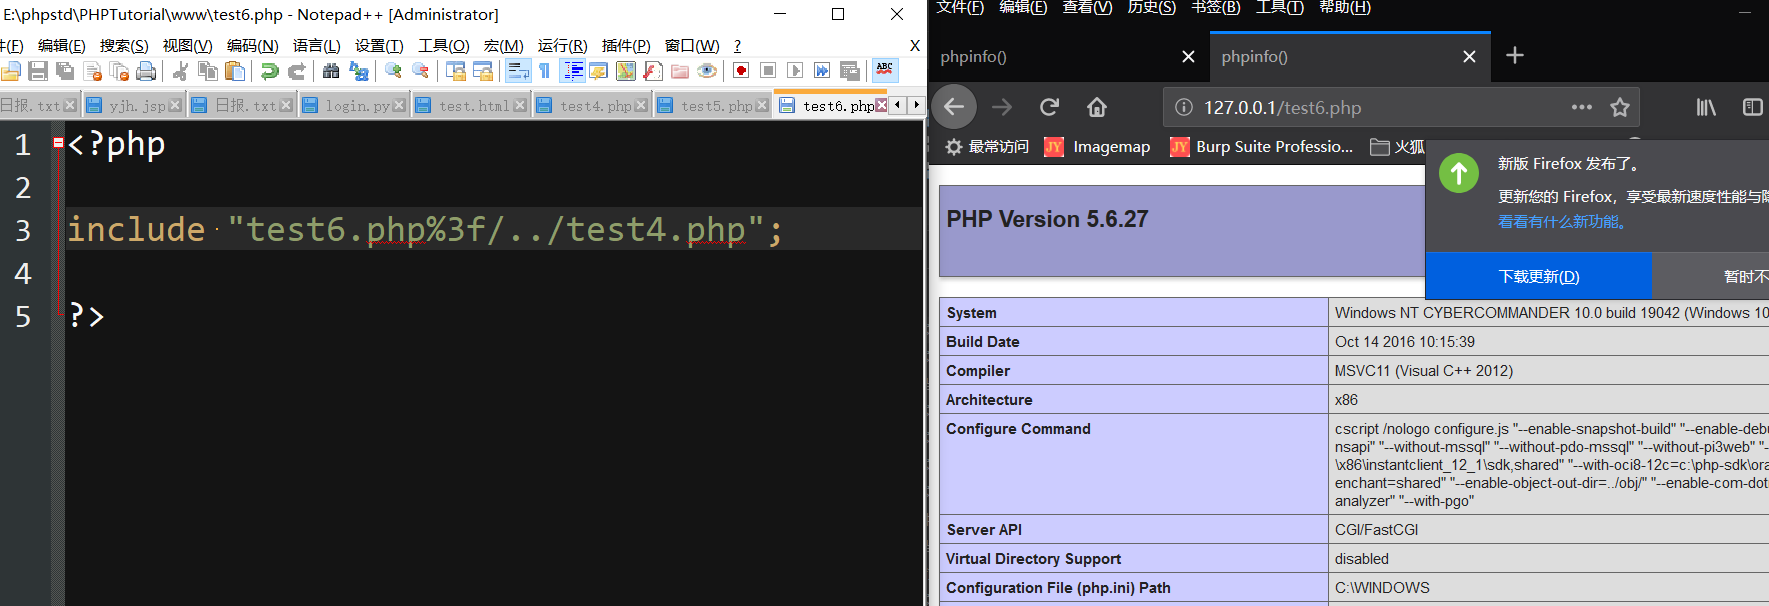 E:\phpstd\PHPTutorial\www\test6.php - Notepad++ [Administrator]
件(F) 编辑(E) 搜索(S) 视图(V) 编码(N) 语言(L) 设置(T) 工具(O) 宏(M) 运行(R) 插件(P) 窗口(W) ? X
日报.txt yjh.jsp 日报.txt login.py test.html test4.php test5.php test6.php
1 <?php
2
3 include "test6.php%3f/../test4.php";
4
5 ?>
文件(F) 编辑(E) 查看(V) 历史(S) 书签(B) 工具(T) 帮助(H)
phpinfo() phpinfo()
127.0.0.1/test6.php
最常访问 JY Imagemap JY Burp Suite Professio... 火狐
新版 Firefox 发布了。
更新您的 Firefox，享受最新速度性能与隐
看看有什么新功能。
下载更新(D) 暂时不
PHP Version 5.6.27
System Windows NT CYBERCOMMANDER 10.0 build 19042 (Windows 10
Build Date Oct 14 2016 10:15:39
Compiler MSVC11 (Visual C++ 2012)
Architecture x86
Configure Command cscript /nologo configure.js "--enable-snapshot-build" "--enable-debu
nsapi" "--without-mssql" "--without-pdo-mssql" "--without-pi3web" "-
\x86\instantclient_12_1\sdk,shared" "--with-oci8-12c=c:\php-sdk\ora
enchant=shared" "--enable-object-out-dir=../obj/" "--enable-com-dot
analyzer" "--with-pgo"
Server API CGI/FastCGI
Virtual Directory Support disabled
Configuration File (php.ini) Path C:\WINDOWS